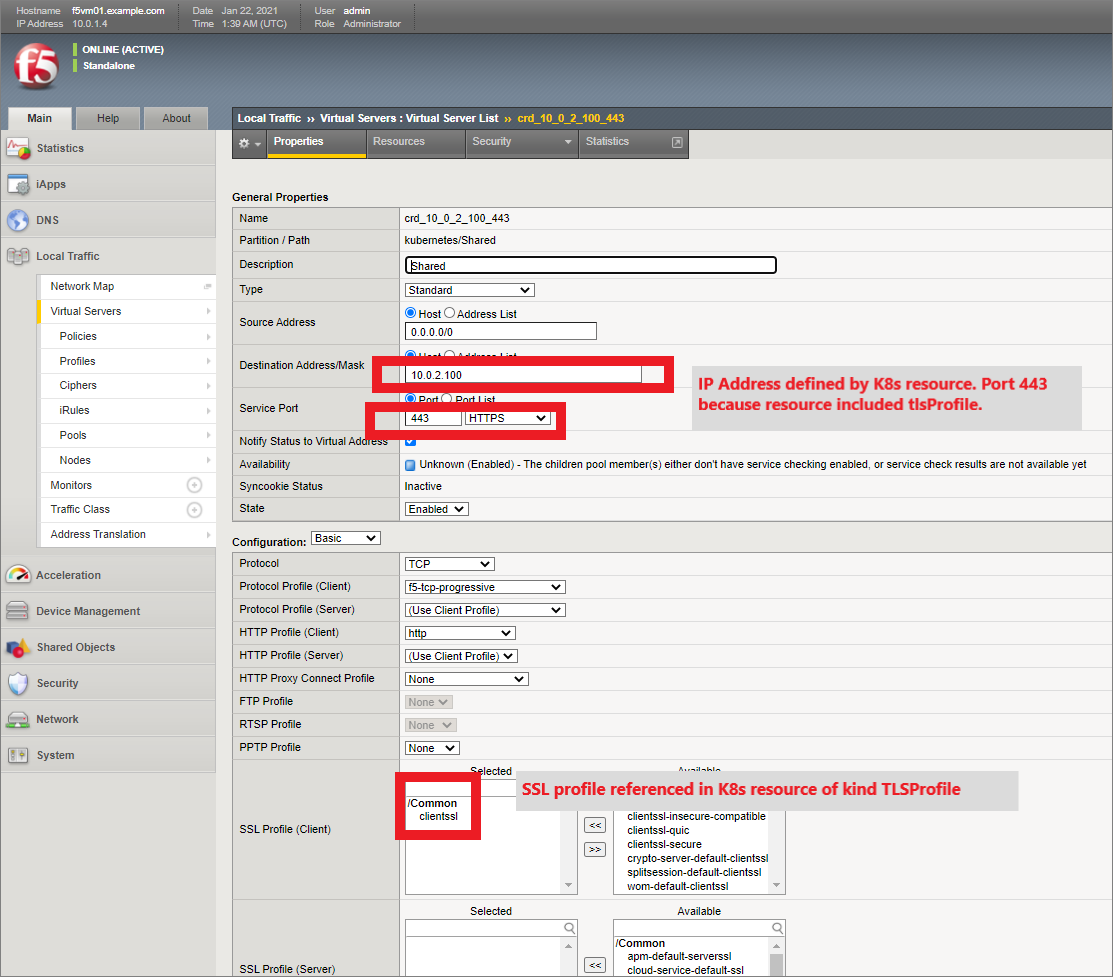 Hostname f5vm01.example.com Date Jan 22, 2021 User admin
IP Address 10.0.1.4 Time 1:39 AM (UTC) Role Administrator
f5
ONLINE (ACTIVE)
Standalone
Main Help About
Local Traffic ›› Virtual Servers : Virtual Server List ›› crd_10_0_2_100_443
Properties Resources Security Statistics
Statistics
iApps
DNS
Local Traffic
Network Map
Virtual Servers
Policies
Profiles
Ciphers
iRules
Pools
Nodes
Monitors
Traffic Class
Address Translation
Acceleration
Device Management
Shared Objects
Security
Network
System
General Properties
Name crd_10_0_2_100_443
Partition / Path kubernetes/Shared
Description Shared
Type Standard
Source Address
Host Address List
0.0.0.0/0
Destination Address/Mask
Host Address List
10.0.2.100
IP Address defined by K8s resource. Port 443
because resource included tlsProfile.
Service Port
Port Port List
443 HTTPS
Notify Status to Virtual Address
Availability Unknown (Enabled) - The children pool member(s) either don't have service checking enabled, or service check results are not available yet
Syncookie Status Inactive
State Enabled
Configuration: Basic
Protocol TCP
Protocol Profile (Client) f5-tcp-progressive
Protocol Profile (Server) (Use Client Profile)
HTTP Profile (Client) http
HTTP Profile (Server) (Use Client Profile)
HTTP Proxy Connect Profile None
FTP Profile None
RTSP Profile None
PPTP Profile None
SSL Profile (Client)
Selected Available
SSL profile referenced in K8s resource of kind TLSProfile
/Common
clientssl
<<
>>
clientssl-insecure-compatible
clientssl-quic
clientssl-secure
crypto-server-default-clientssl
splitsession-default-clientssl
wom-default-clientssl
SSL Profile (Server)
Selected Available
<<
/Common
apm-default-serverssl
cloud-service-default-ssl